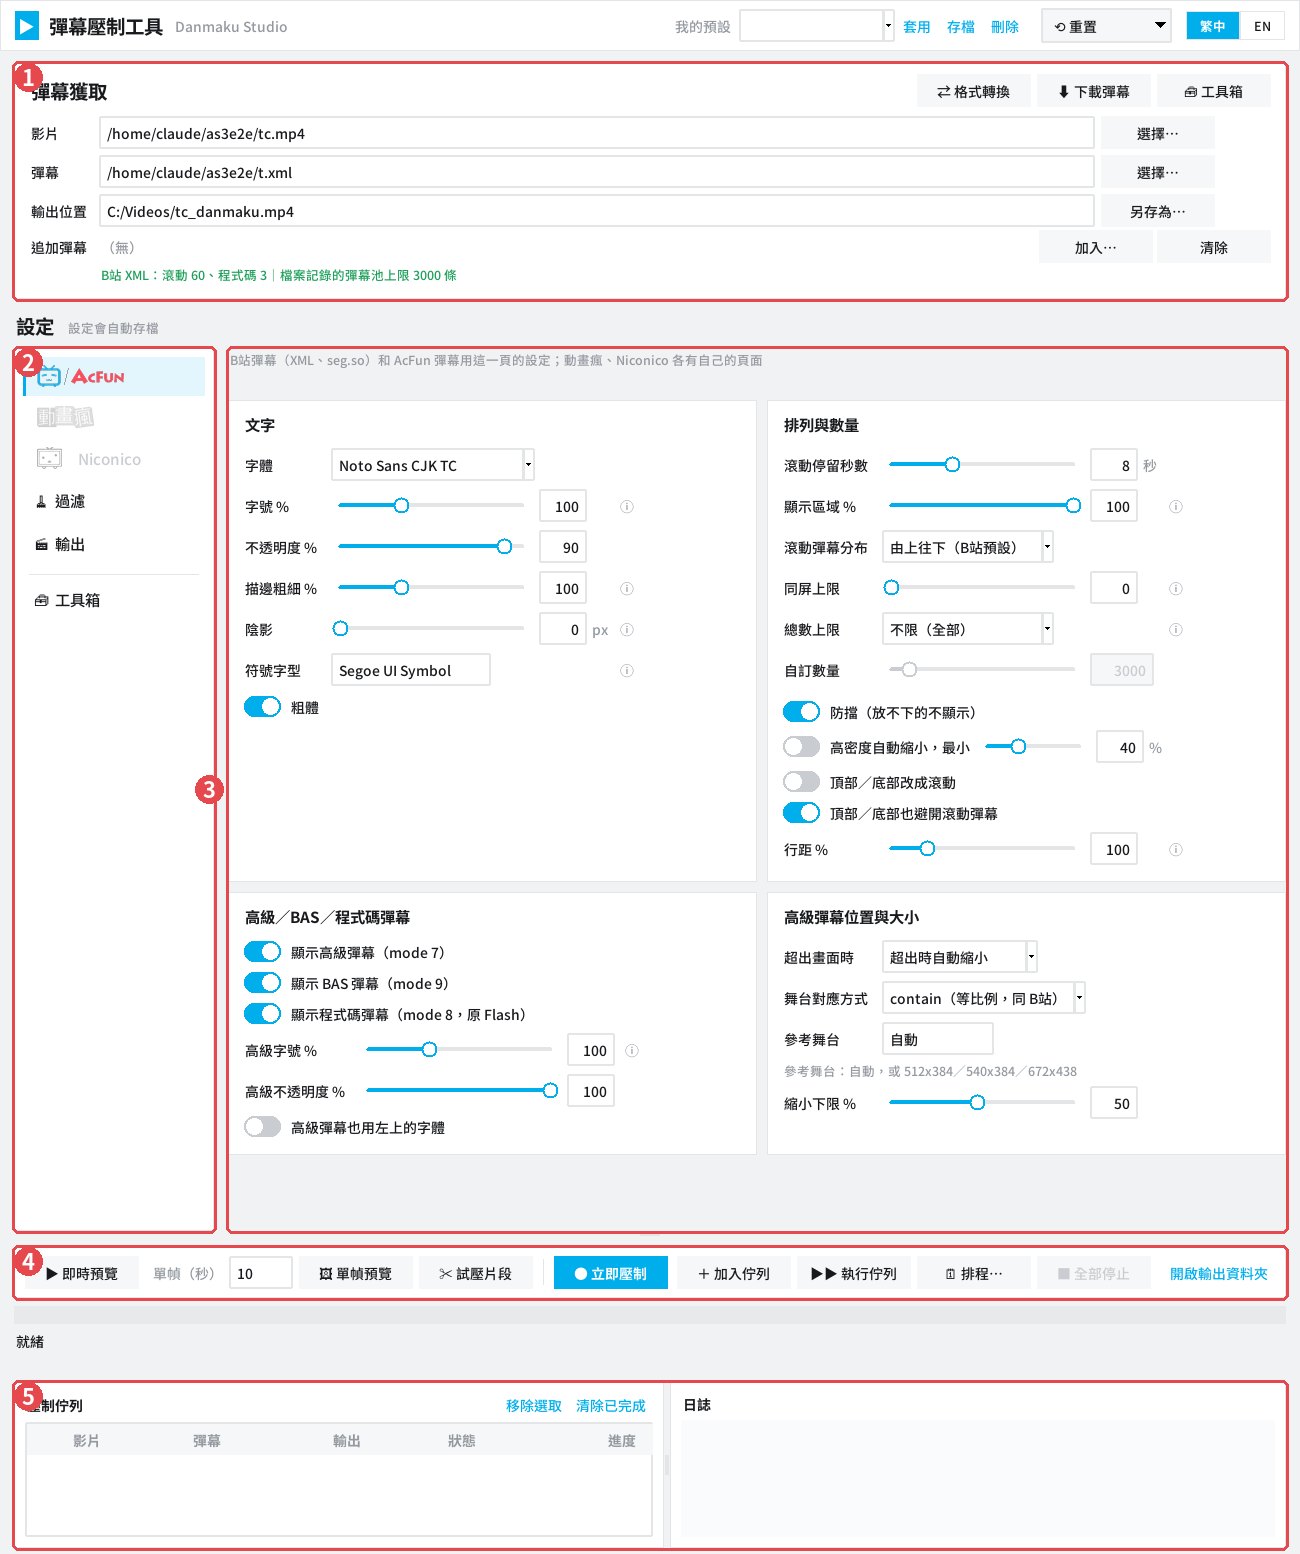 彈幕壓制工具 Danmaku Studio 我的預設 套用 存檔 刪除 ⟲ 重置 繁中 EN
1
彈幕獲取 ⇄ 格式轉換 ⬇ 下載彈幕 工具箱
影片 /home/claude/as3e2e/tc.mp4 選擇…
彈幕 /home/claude/as3e2e/t.xml 選擇…
輸出位置 C:/Videos/tc_danmaku.mp4 另存為…
追加彈幕 （無） 加入… 清除
B站 XML：滾動 60、程式碼 3｜檔案記錄的彈幕池上限 3000 條
設定 設定會自動存檔
2
/ ACFUN
動畫瘋
Niconico
過濾
輸出
工具箱
3
B站彈幕（XML、seg.so）和 AcFun 彈幕用這一頁的設定；動畫瘋、Niconico 各有自己的頁面
文字
字體 Noto Sans CJK TC
字號 % 100 ⓘ
不透明度 % 90
描邊粗細 % 100 ⓘ
陰影 0 px ⓘ
符號字型 Segoe UI Symbol ⓘ
粗體
排列與數量
滾動停留秒數 8 秒
顯示區域 % 100 ⓘ
滾動彈幕分布 由上往下（B站預設）
同屏上限 0 ⓘ
總數上限 不限（全部） ⓘ
自訂數量 3000
防擋（放不下的不顯示）
高密度自動縮小，最小 40 %
頂部／底部改成滾動
頂部／底部也避開滾動彈幕
行距 % 100 ⓘ
高級／BAS／程式碼彈幕
顯示高級彈幕（mode 7）
顯示 BAS 彈幕（mode 9）
顯示程式碼彈幕（mode 8，原 Flash）
高級字號 % 100 ⓘ
高級不透明度 % 100
高級彈幕也用左上的字體
高級彈幕位置與大小
超出畫面時 超出時自動縮小
舞台對應方式 contain（等比例，同 B站）
參考舞台 自動
參考舞台：自動，或 512x384／540x384／672x438
縮小下限 % 50
4
▶ 即時預覽 單幀（秒） 10 單幀預覽 ✂ 試壓片段 ● 立即壓制 ＋ 加入佇列 ▶▶ 執行佇列 排程… ■ 全部停止 開啟輸出資料夾
就緒
5
壓制佇列 移除選取 清除已完成
影片 彈幕 輸出 狀態 進度
日誌